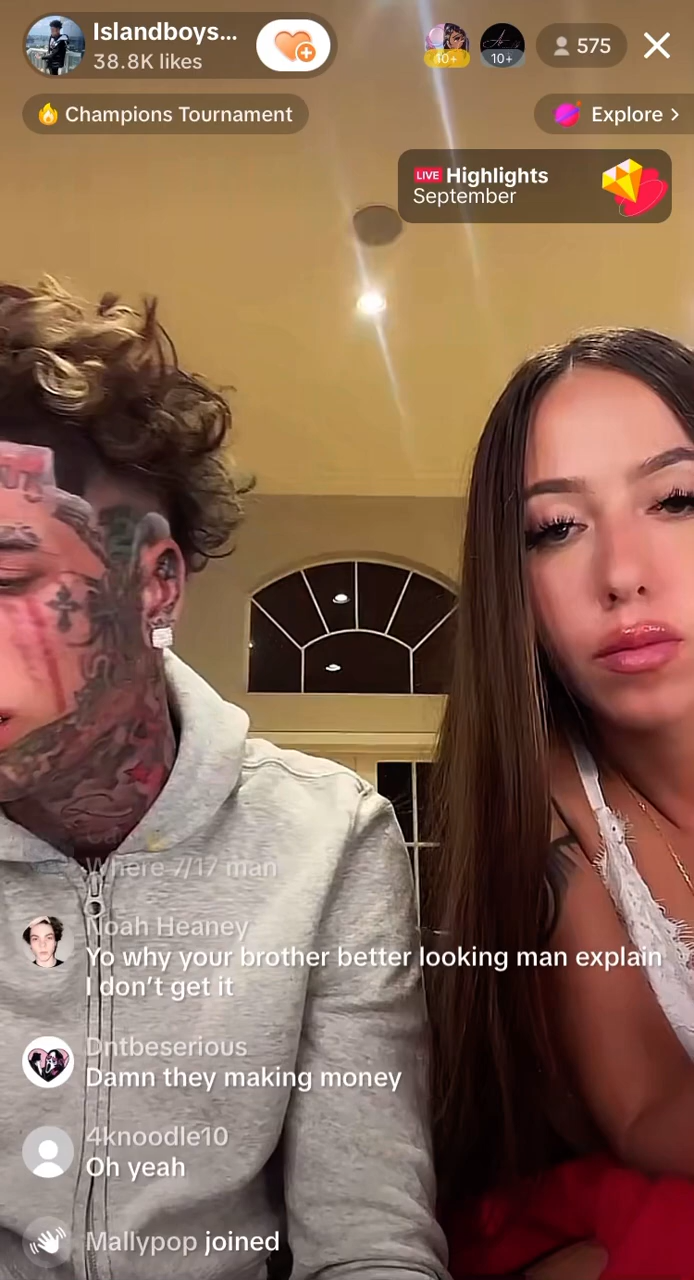 Islandboys...
38.8K likes
10+
10+
575
Champions Tournament
Explore >
LIVE Highlights
September
Where 7/17 man
Noah Heaney
Yo why your brother better looking man explain
I don't get it
Dntbeserious
Damn they making money
4knoodle10
Oh yeah
Mallypop joined